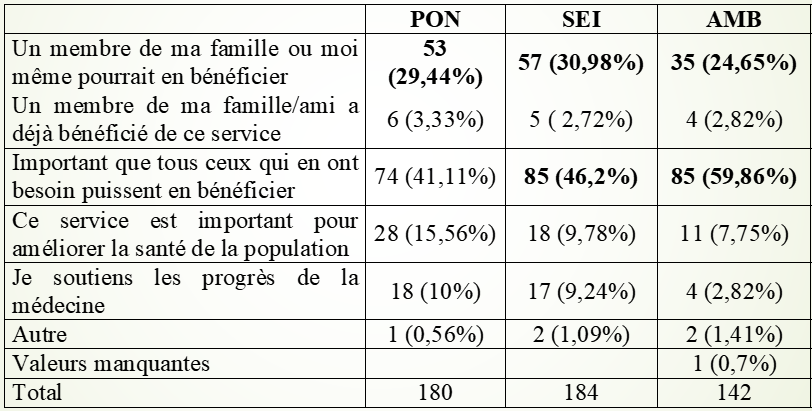 PON SEI AMB
Un membre de ma famille ou moi 53
même pourrait en bénéficier (29,44%) 57 (30,98%) 35 (24,65%)
Un membre de ma famille/ami a
déjà bénéficié de ce service 6 (3,33%) 5 ( 2,72%) 4 (2,82%)
Important que tous ceux qui en ont
besoin puissent en bénéficier 74 (41,11%) 85 (46,2%) 85 (59,86%)
Ce service est important pour
améliorer la santé de la population 28 (15,56%) 18 (9,78%) 11 (7,75%)
Je soutiens les progrès de la
médecine 18 (10%) 17 (9,24%) 4 (2,82%)
Autre 1 (0,56%) 2 (1,09%) 2 (1,41%)
Valeurs manquantes 1 (0,7%)
Total 180 184 142